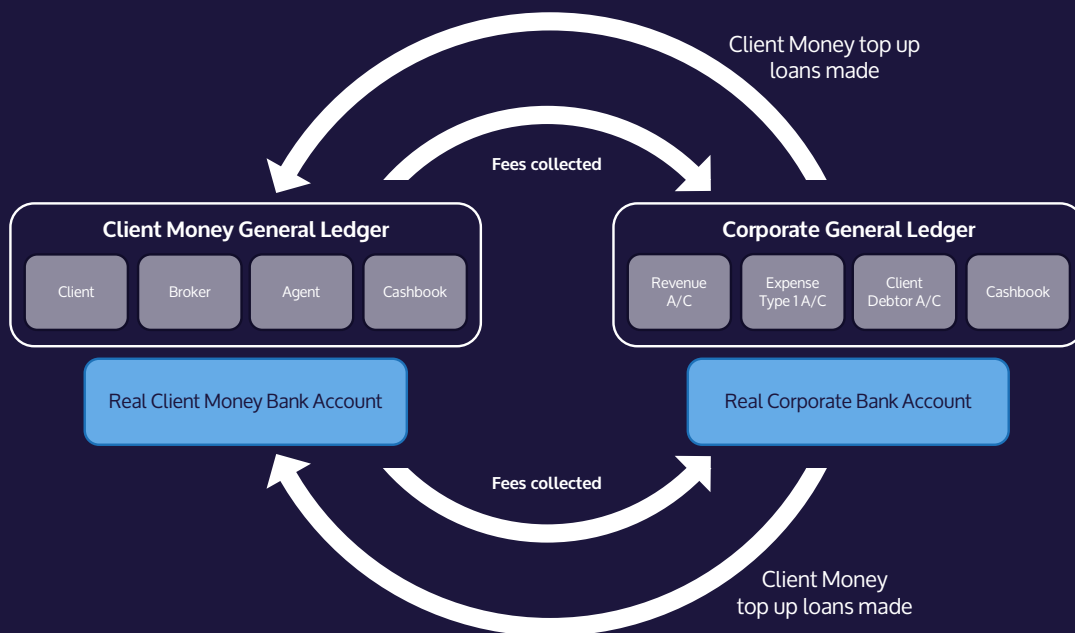 Client Money top up
loans made
Fees collected
Client Money General Ledger
Client
Broker
Agent
Cashbook
Corporate General Ledger
Revenue
A/C
Expense
Type 1 A/C
Client
Debtor A/C
Cashbook
Real Client Money Bank Account
Real Corporate Bank Account
Fees collected
Client Money
top up loans made